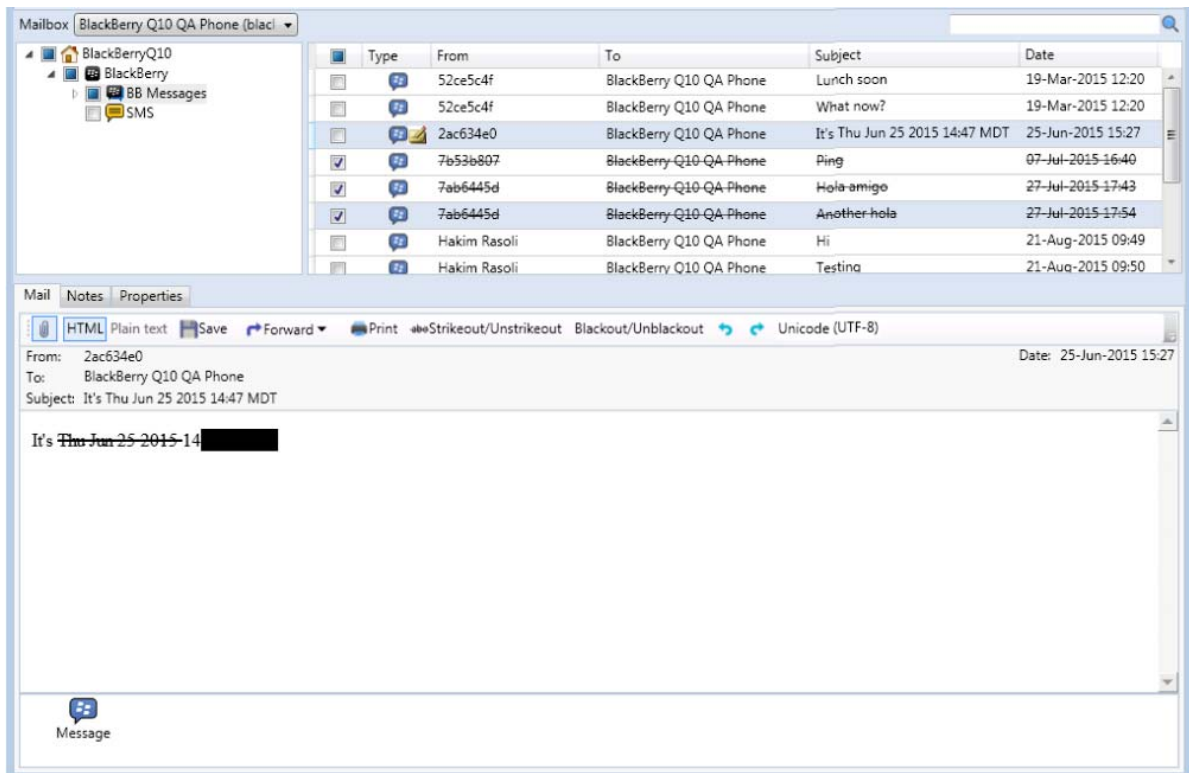 Mailbox BlackBerry Q10 QA Phone (blacl
BlackBerryQ10
BlackBerry
BB Messages
SMS
Type From To Subject Date
52ce5c4f BlackBerry Q10 QA Phone Lunch soon 19-Mar-2015 12:20
52ce5c4f BlackBerry Q10 QA Phone What now? 19-Mar-2015 12:20
2ac634e0 BlackBerry Q10 QA Phone It's Thu Jun 25 2015 14:47 MDT 25-Jun-2015 15:27
7b53b807 BlackBerry Q10 QA Phone Ping 07-Jul-2015 16:40
7ab6445d BlackBerry Q10 QA Phone Hola amigo 27-Jul-2015 17:43
7ab6445d BlackBerry Q10 QA Phone Another hola 27-Jul-2015 17:54
Hakim Rasoli BlackBerry Q10 QA Phone Hi 21-Aug-2015 09:49
Hakim Rasoli BlackBerry Q10 QA Phone Testing 21-Aug-2015 09:50
Mail Notes Properties
HTML Plain text Save Forward Print abc Strikeout/Unstrikeout Blackout/Unblackout Unicode (UTF-8)
From: 2ac634e0 Date: 25-Jun-2015 15:27
To: BlackBerry Q10 QA Phone
Subject: It's Thu Jun 25 2015 14:47 MDT
It's Thu Jun 25 2015 14
Message